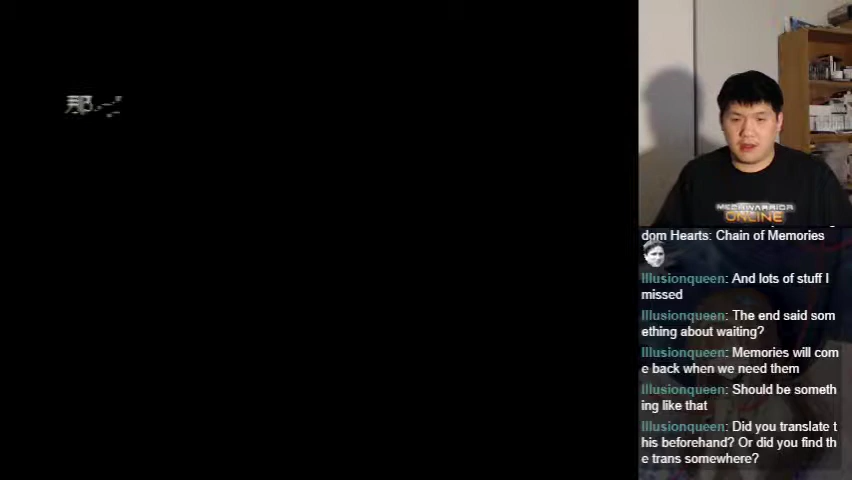 那
MECHWARRIOR
ONLINE
dom Hearts: Chain of Memories
Illusionqueen: And lots of stuff I
missed
Illusionqueen: The end said som
ething about waiting?
Illusionqueen: Memories will com
e back when we need them
Illusionqueen: Should be someth
ing like that
Illusionqueen: Did you translate t
his beforehand? Or did you find th
e trans somewhere?